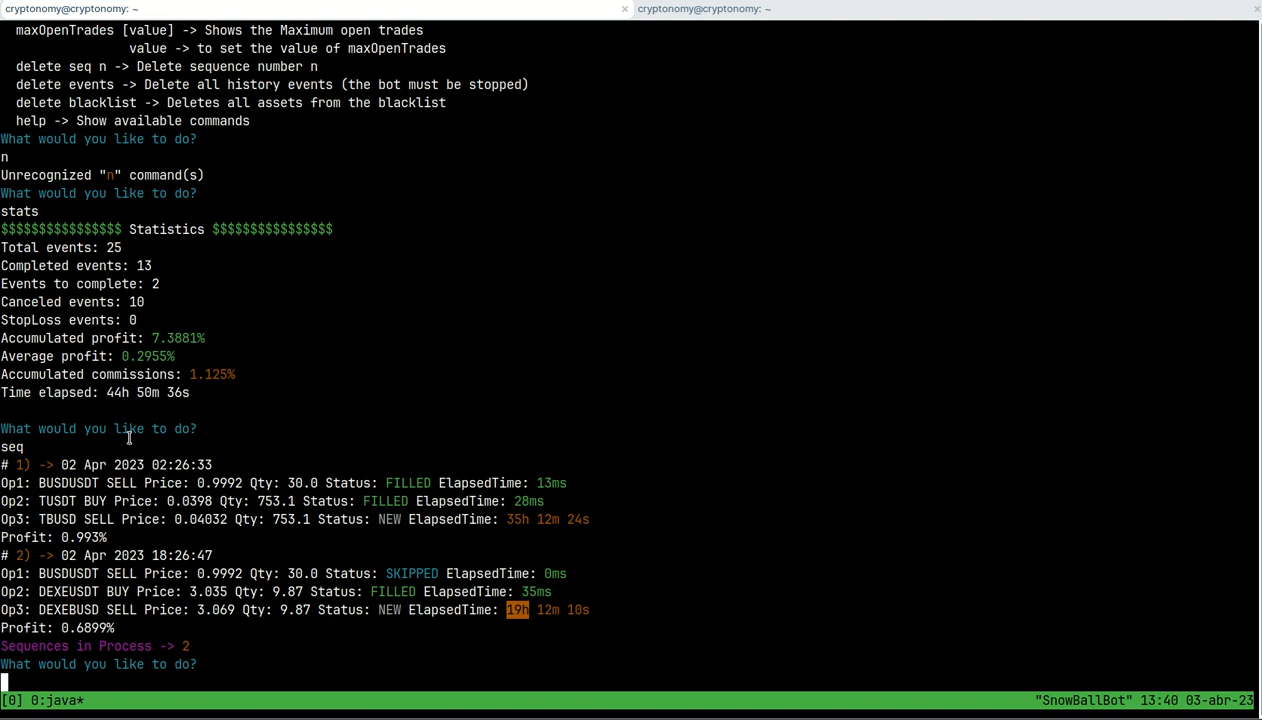 cryptonomy@cryptonomy: ~ × cryptonomy@cryptonomy: ~ ×
maxOpenTrades [value] -> Shows the Maximum open trades
value -> to set the value of maxOpenTrades
delete seq n -> Delete sequence number n
delete events -> Delete all history events (the bot must be stopped)
delete blacklist -> Deletes all assets from the blacklist
help -> Show available commands
What would you like to do?
n
Unrecognized "n" command(s)
What would you like to do?
stats
$$$$$$$$$$$$$$$$ Statistics $$$$$$$$$$$$$$$$
Total events: 25
Completed events: 13
Events to complete: 2
Canceled events: 10
StopLoss events: 0
Accumulated profit: 7.3881%
Average profit: 0.2955%
Accumulated commissions: 1.125%
Time elapsed: 44h 50m 36s
What would you like to do?
seq
# 1) -> 02 Apr 2023 02:26:33
Op1: BUSDUSDT SELL Price: 0.9992 Qty: 30.0 Status: FILLED ElapsedTime: 13ms
Op2: TUSDT BUY Price: 0.0398 Qty: 753.1 Status: FILLED ElapsedTime: 28ms
Op3: TBUSD SELL Price: 0.04032 Qty: 753.1 Status: NEW ElapsedTime: 35h 12m 24s
Profit: 0.993%
# 2) -> 02 Apr 2023 18:26:47
Op1: BUSDUSDT SELL Price: 0.9992 Qty: 30.0 Status: SKIPPED ElapsedTime: 0ms
Op2: DEXEUSDT BUY Price: 3.035 Qty: 9.87 Status: FILLED ElapsedTime: 35ms
Op3: DEXEBUSD SELL Price: 3.069 Qty: 9.87 Status: NEW ElapsedTime: 19h 12m 10s
Profit: 0.6899%
Sequences in Process -> 2
What would you like to do?
[0] 0:java* "SnowBallBot" 13:40 03-abr-23